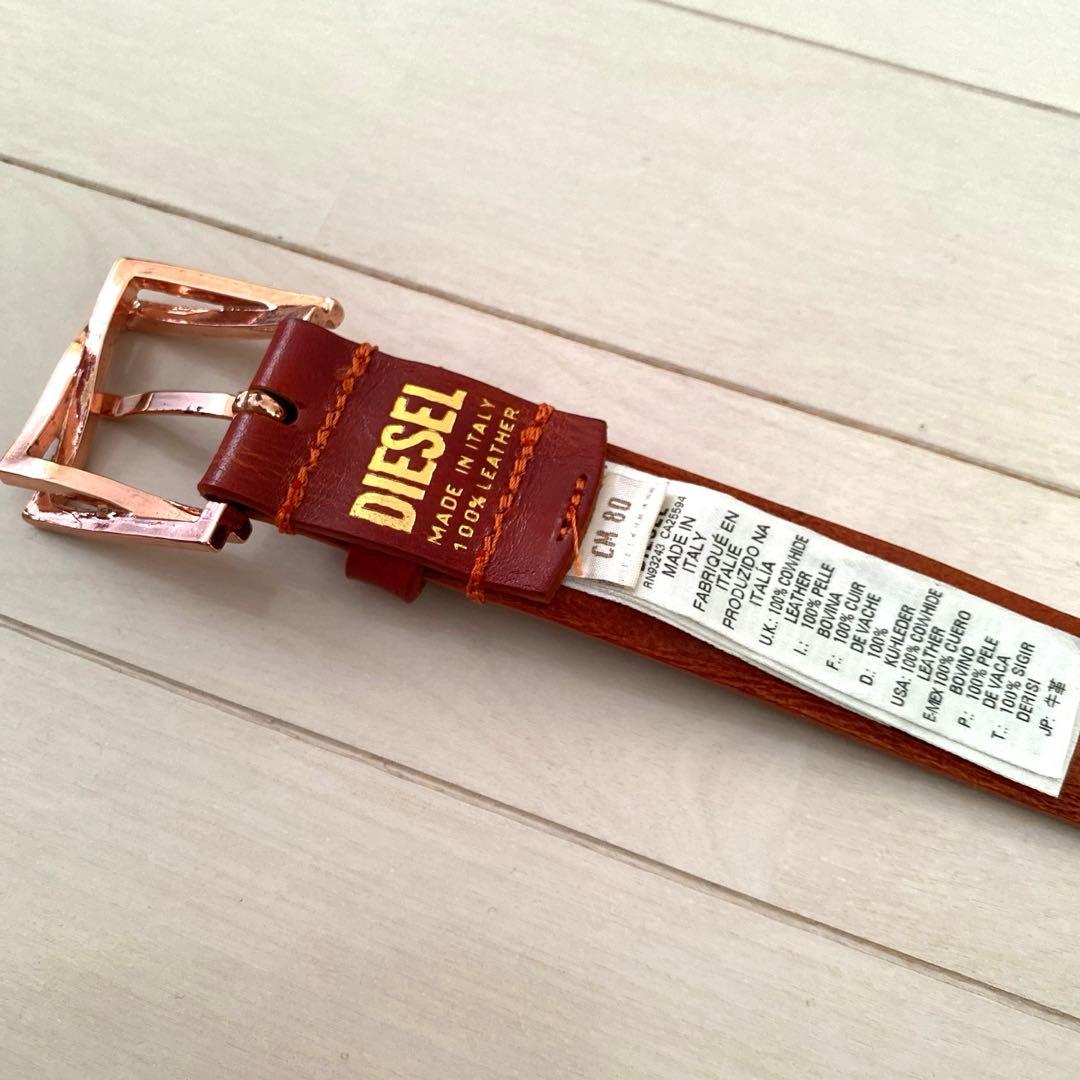 DIESEL
MADE IN ITALY
100% LEATHER
CM 80
RN93243 CA25594
MADE IN
ITALY
FABRIQUÉ EN
ITALIE
PRODUZIDO NA
ITALÍA
U.K.: 100% COWHIDE
LEATHER
I.: 100% PELLE
BOVINA
F.: 100% CUIR
DE VACHE
D.: 100%
KUHLEDER
USA: 100% COWHIDE
LEATHER
E-MEX 100% CUERO
BOVINO
P.: 100% PELE
DE VACA
T.: 100% SIGIR
DERISI
JP: 牛革